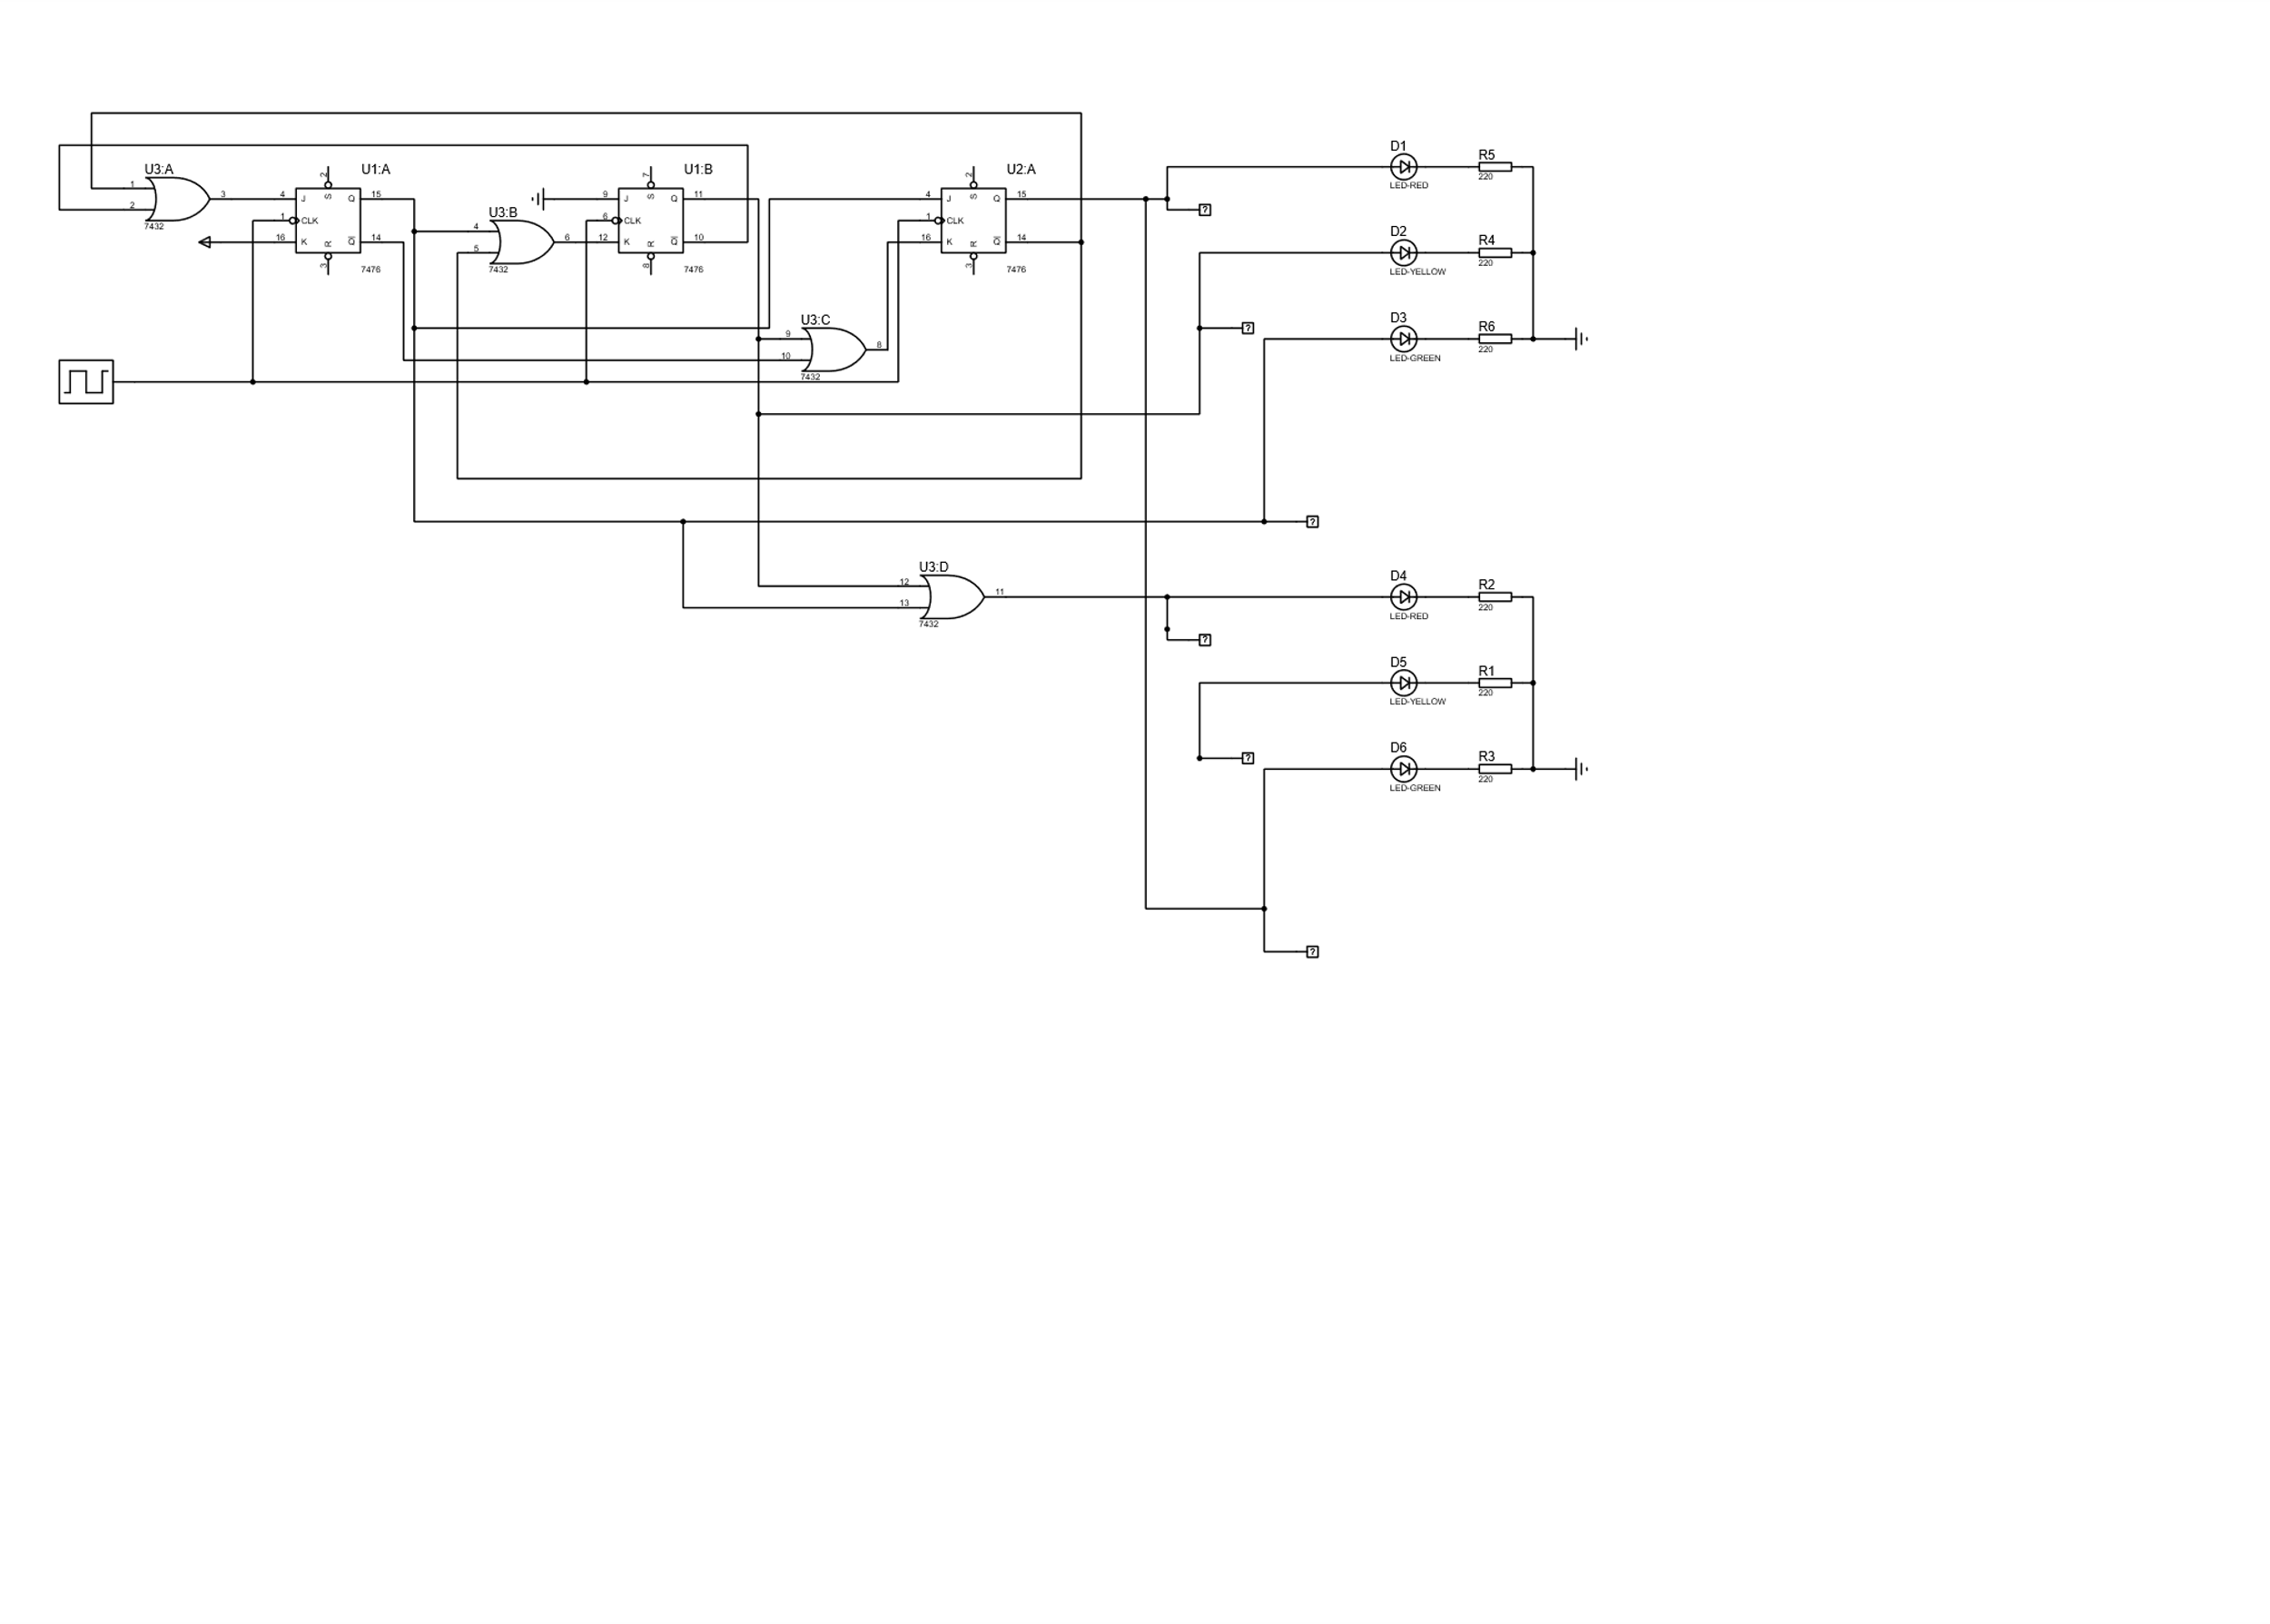 U3:A
1
2
3
7432
U1:A
4
J
S
2
Q
15
1
CLK
16
K
R
3
Q
14
7476
U3:B
4
5
6
7432
U1:B
9
J
S
7
Q
11
6
CLK
12
K
R
8
Q
10
7476
U3:C
9
10
8
7432
U2:A
4
J
S
2
Q
15
1
CLK
16
K
R
3
Q
14
7476
D1
LED-RED
R5
220
?
D2
LED-YELLOW
R4
220
?
D3
LED-GREEN
R6
220
?
U3:D
12
13
11
7432
D4
LED-RED
R2
220
?
D5
LED-YELLOW
R1
220
?
D6
LED-GREEN
R3
220
?